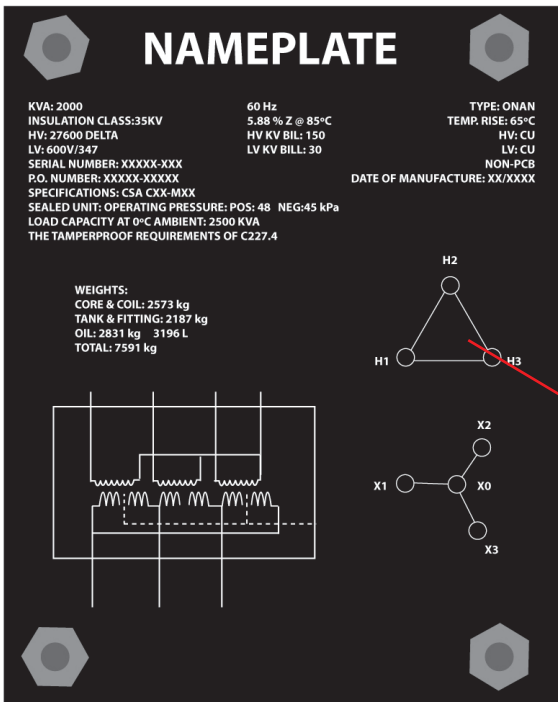 NAMEPLATE
KVA: 2000 60 Hz TYPE: ONAN
INSULATION CLASS:35KV 5.88 % Z @ 85ºC TEMP. RISE: 65ºC
HV: 27600 DELTA HV KV BIL: 150 HV: CU
LV: 600V/347 LV KV BILL: 30 LV: CU
SERIAL NUMBER: XXXXX-XXX NON-PCB
P.O. NUMBER: XXXXX-XXXXX DATE OF MANUFACTURE: XX/XXXX
SPECIFICATIONS: CSA CXX-MXX
SEALED UNIT: OPERATING PRESSURE: POS: 48 NEG:45 kPa
LOAD CAPACITY AT 0ºC AMBIENT: 2500 KVA
THE TAMPERPROOF REQUIREMENTS OF C227.4
WEIGHTS:
CORE & COIL: 2573 kg
TANK & FITTING: 2187 kg
OIL: 2831 kg 3196 L
TOTAL: 7591 kg
H2
H1
H3
X2
X1
X0
X3